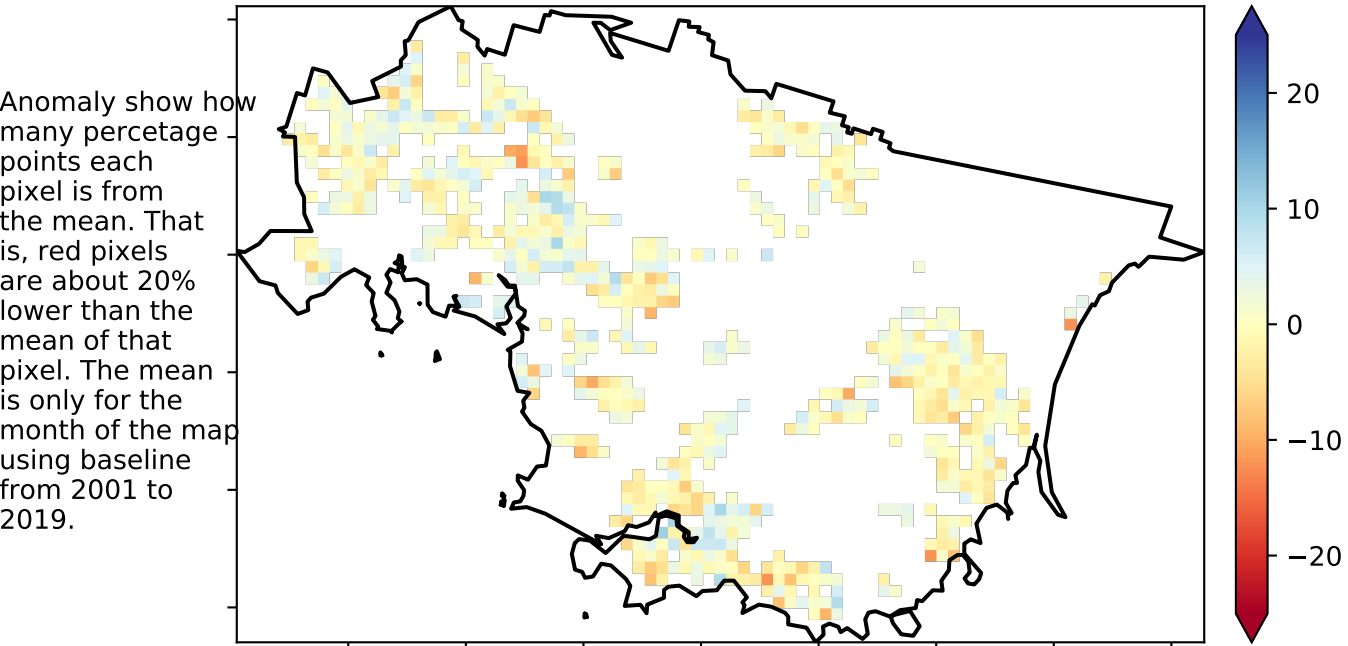 Anomaly show how
many percetage
points each
pixel is from
the mean. That
is, red pixels
are about 20%
lower than the
mean of that
pixel. The mean
is only for the
month of the map
using baseline
from 2001 to
2019.
20
10
0
−10
−20